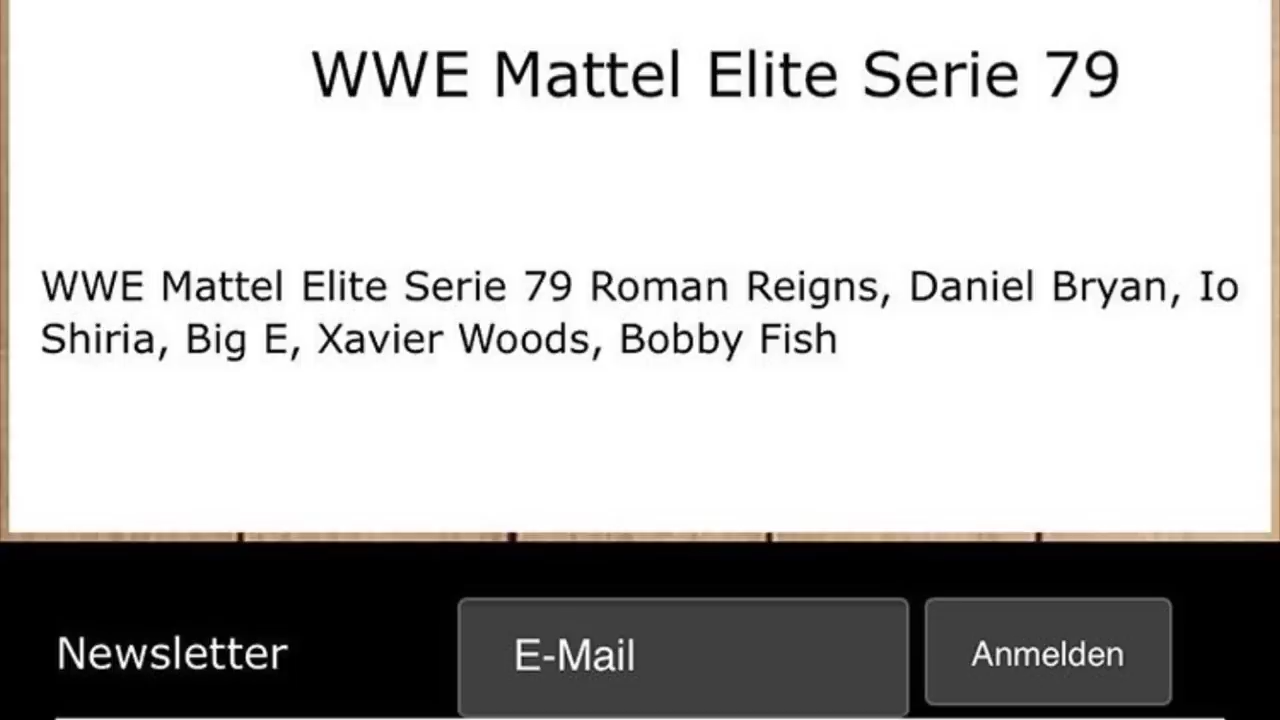 WWE Mattel Elite Serie 79
WWE Mattel Elite Serie 79 Roman Reigns, Daniel Bryan, Io
Shiria, Big E, Xavier Woods, Bobby Fish
Newsletter
E-Mail
Anmelden